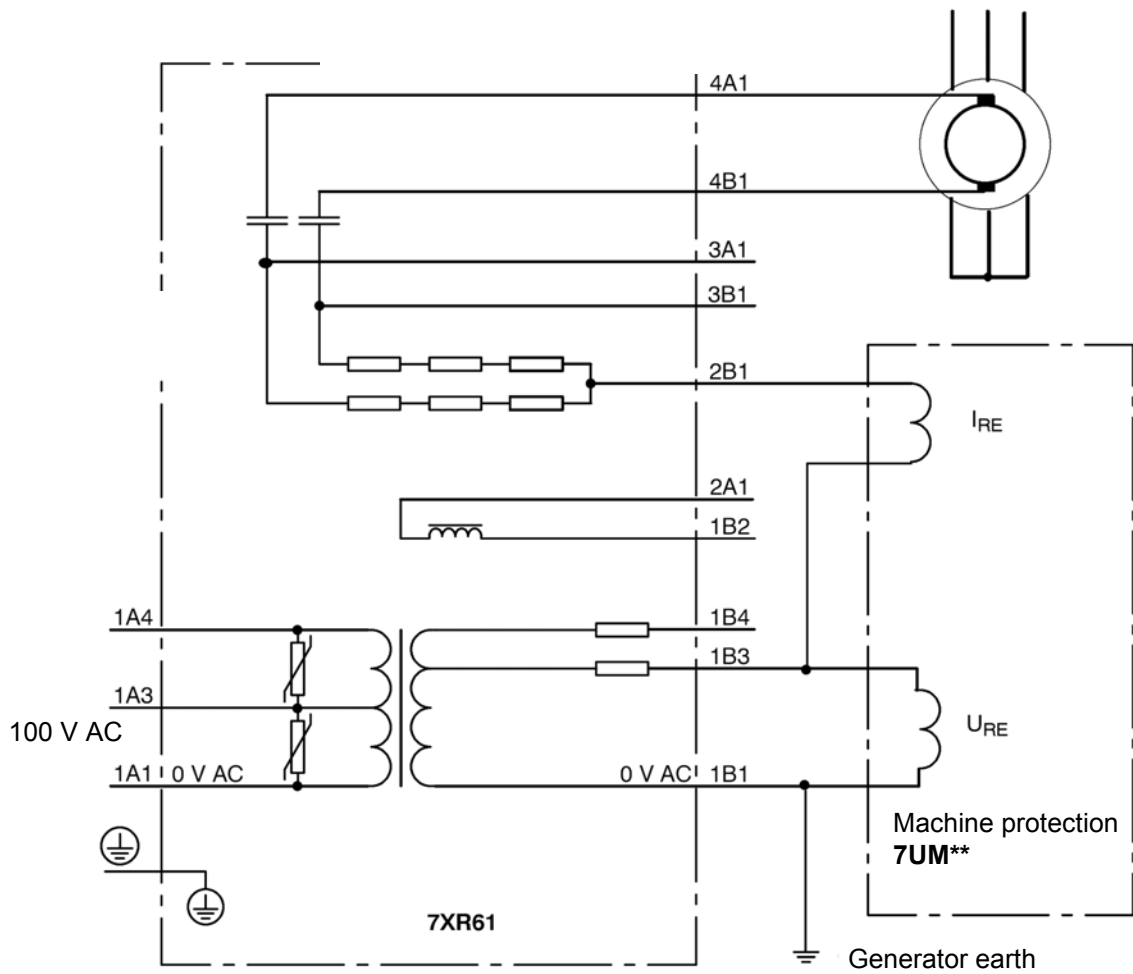 4A1
4B1
3A1
3B1
2B1
I_RE
2A1
1B2
1A4
1B4
1B3
1A3
100 V AC
U_RE
1A1 0 V AC
0 V AC 1B1
Machine protection
7UM**
7XR61
Generator earth